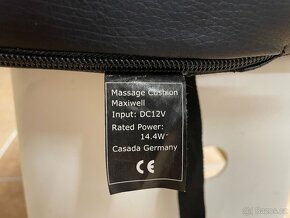 Massage Cushion
Maxiwell
Input: DC12V
Rated Power:
14.4W
Casada Germany
CE